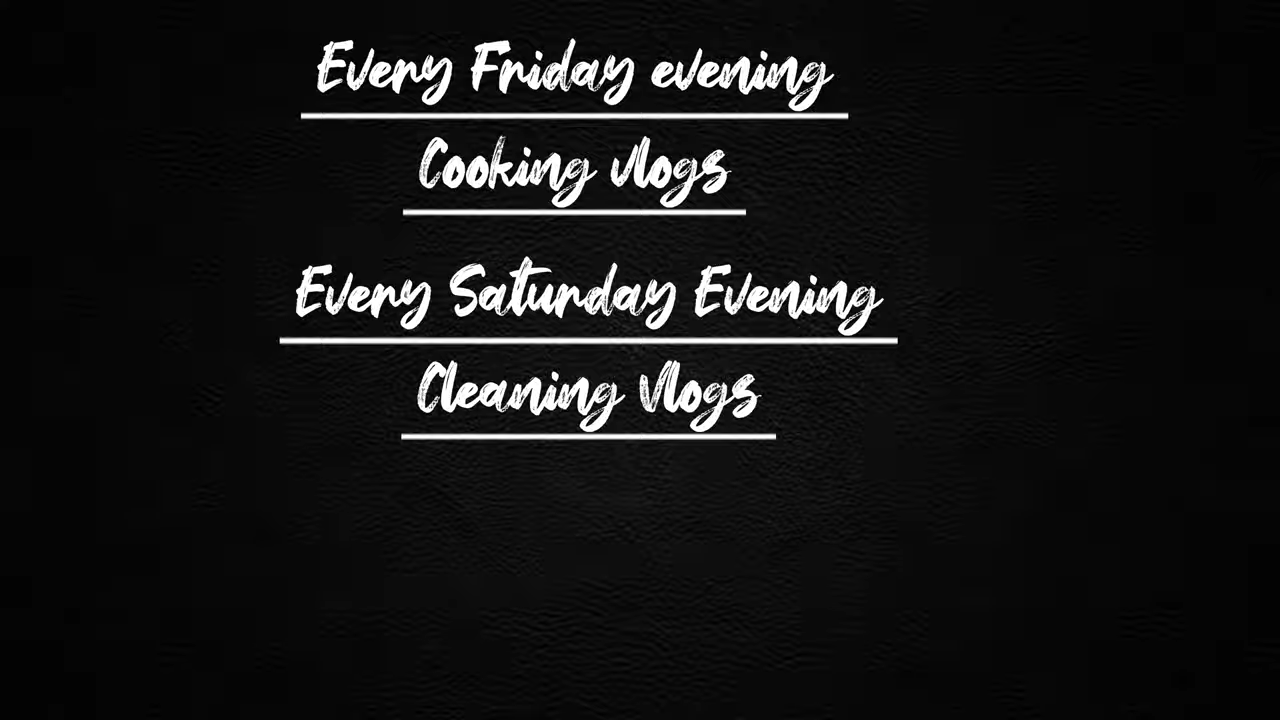 Every Friday evening
Cooking vlogs
Every Saturday Evening
Cleaning Vlogs